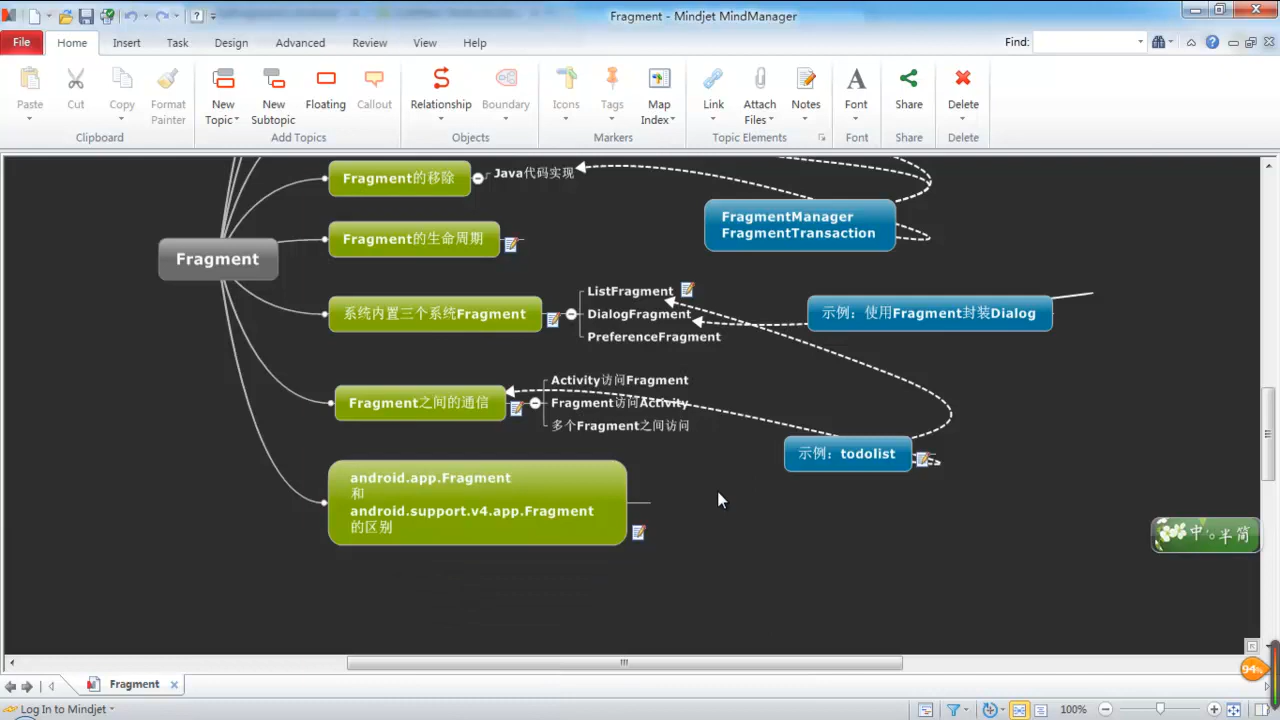 Fragment - Mindjet MindManager
File Home Insert Task Design Advanced Review View Help Find:
Paste Cut Copy Format Painter New Topic New Subtopic Floating Callout Relationship Boundary Icons Tags Map Index Link Attach Files Notes Font Share Delete
Clipboard Add Topics Objects Markers Topic Elements Font Share Delete
Fragment的移除
Java代码实现
FragmentManager
FragmentTransaction
Fragment的生命周期
Fragment
系统内置三个系统Fragment
ListFragment
DialogFragment
PreferenceFragment
示例：使用Fragment封装Dialog
Fragment之间的通信
Activity访问Fragment
Fragment访问Activity
多个Fragment之间访问
示例：todolist
android.app.Fragment
和
android.support.v4.app.Fragment
的区别
中 半 简
94%
Fragment
Log In to Mindjet 100%